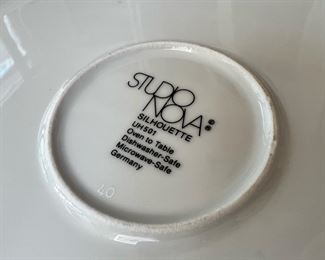 STUDIO
NOVA
SILHOUETTE
UH501
Oven to Table
Dishwasher-Safe
Microwave-Safe
Germany
40